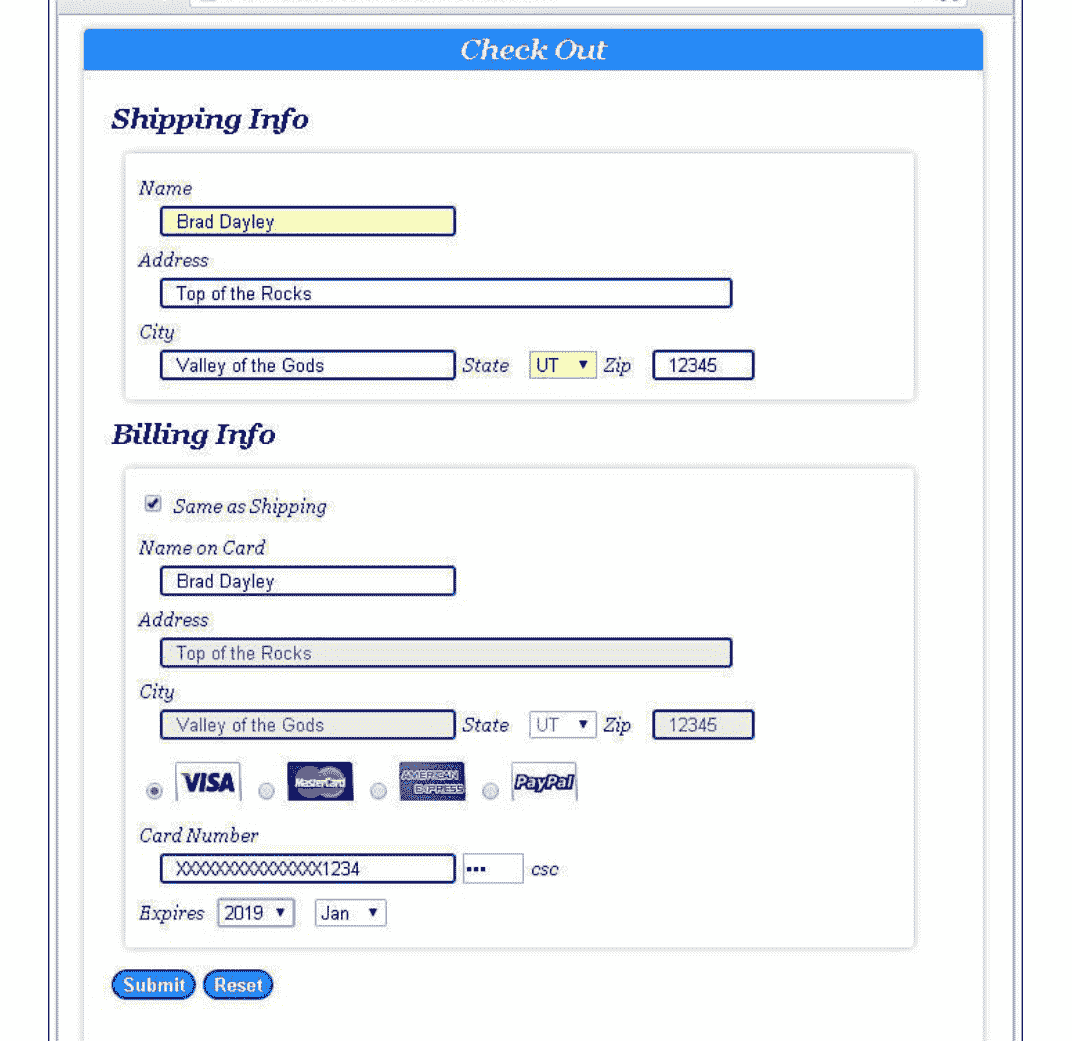 Check Out
Shipping Info
Name
Brad Dayley
Address
Top of the Rocks
City
Valley of the Gods State UT Zip 12345
Billing Info
Same as Shipping
Name on Card
Brad Dayley
Address
Top of the Rocks
City
Valley of the Gods State UT Zip 12345
VISA MasterCard AMERICAN EXPRESS PayPal
Card Number
XXXXXXXXXXXXXXX1234 ••• csc
Expires 2019 Jan
Submit Reset